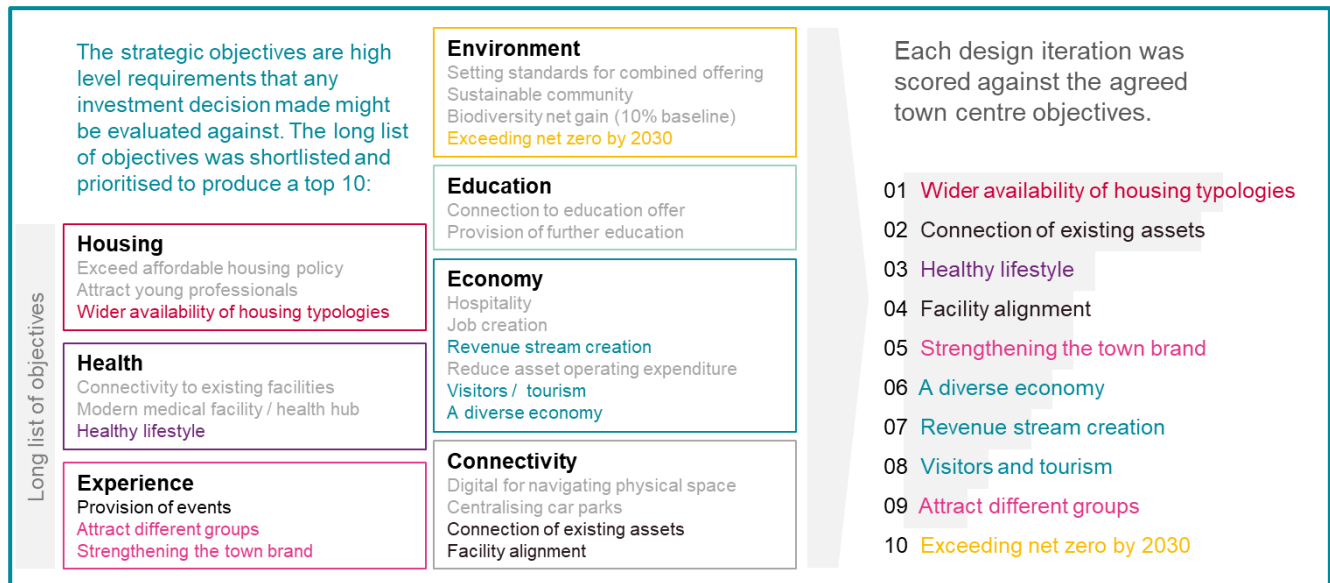 The strategic objectives are high
level requirements that any
investment decision made might
be evaluated against. The long list
of objectives was shortlisted and
prioritised to produce a top 10:
Long list of objectives
Housing
Exceed affordable housing policy
Attract young professionals
Wider availability of housing typologies
Health
Connectivity to existing facilities
Modern medical facility / health hub
Healthy lifestyle
Experience
Provision of events
Attract different groups
Strengthening the town brand
Environment
Setting standards for combined offering
Sustainable community
Biodiversity net gain (10% baseline)
Exceeding net zero by 2030
Education
Connection to education offer
Provision of further education
Economy
Hospitality
Job creation
Revenue stream creation
Reduce asset operating expenditure
Visitors / tourism
A diverse economy
Connectivity
Digital for navigating physical space
Centralising car parks
Connection of existing assets
Facility alignment
Each design iteration was
scored against the agreed
town centre objectives.
01 Wider availability of housing typologies
02 Connection of existing assets
03 Healthy lifestyle
04 Facility alignment
05 Strengthening the town brand
06 A diverse economy
07 Revenue stream creation
08 Visitors and tourism
09 Attract different groups
10 Exceeding net zero by 2030